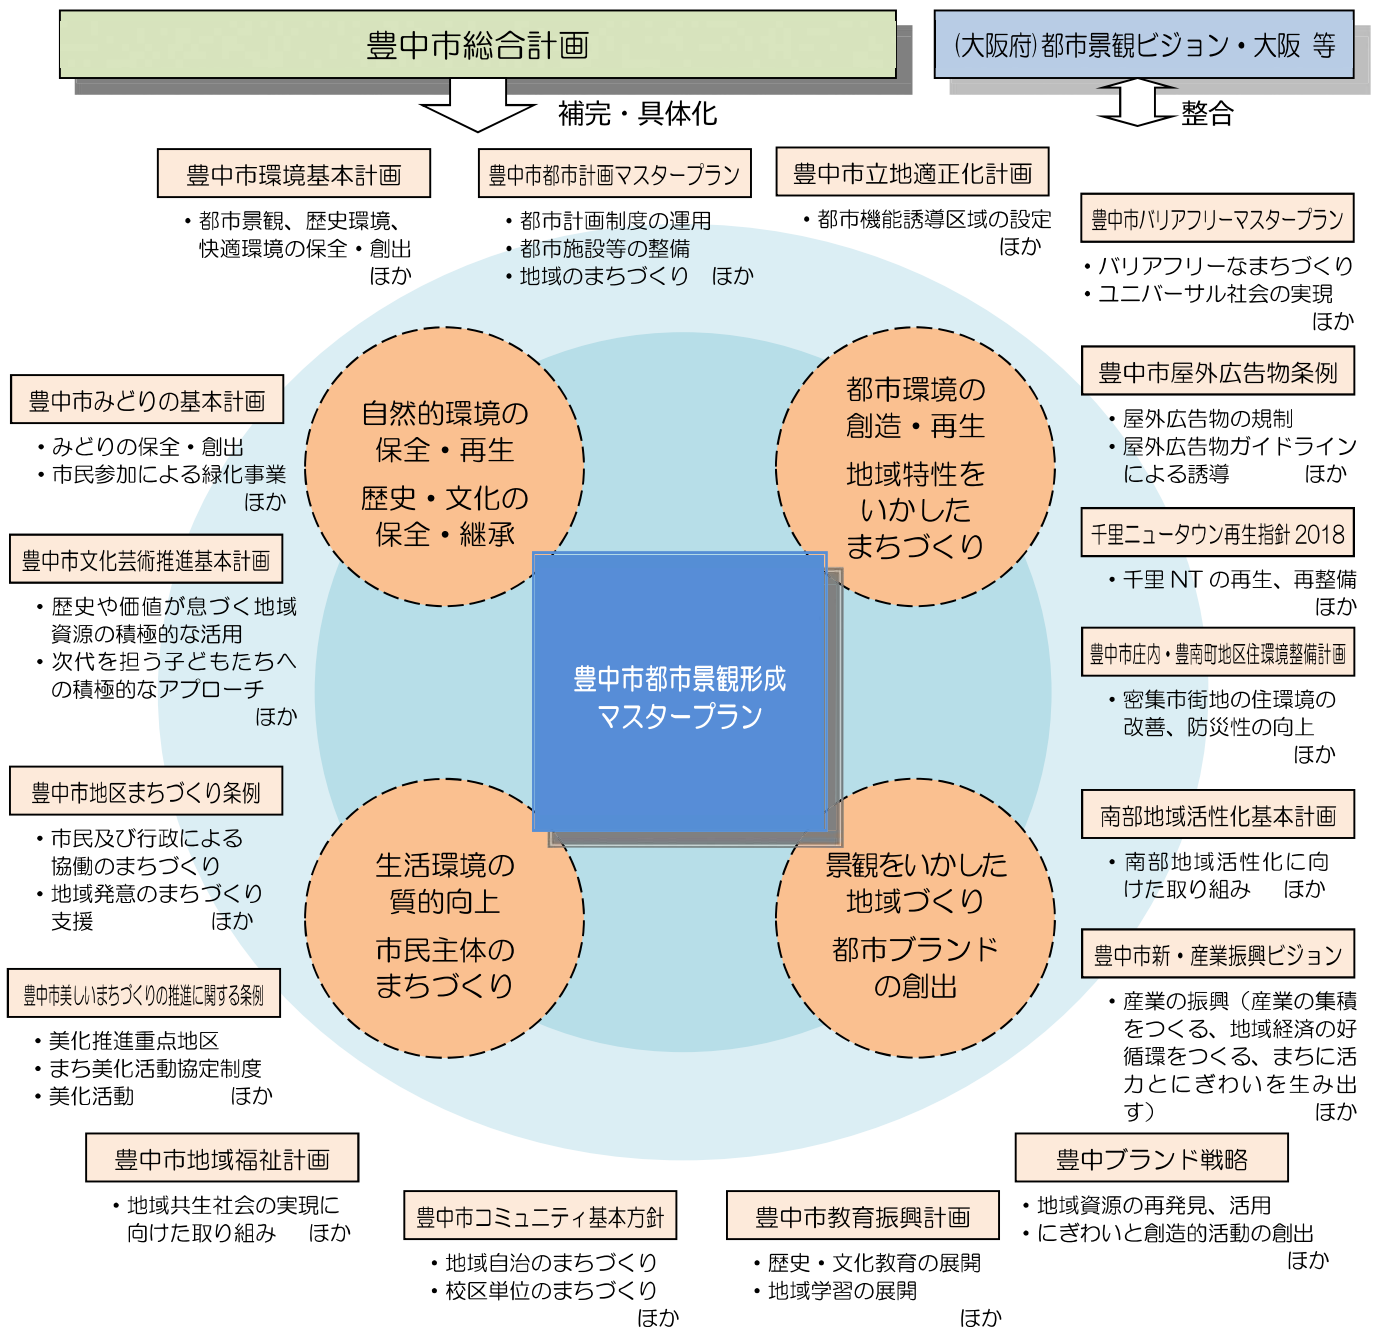 豊中市総合計画
(大阪府)都市景観ビジョン・大阪 等
補完・具体化
整合
豊中市環境基本計画
・都市景観、歴史環境、
快適環境の保全・創出
ほか
豊中市都市計画マスタープラン
・都市計画制度の運用
・都市施設等の整備
・地域のまちづくり ほか
豊中市立地適正化計画
・都市機能誘導区域の設定
ほか
豊中市バリアフリーマスタープラン
・バリアフリーなまちづくり
・ユニバーサル社会の実現
ほか
豊中市屋外広告物条例
・屋外広告物の規制
・屋外広告物ガイドライン
による誘導 ほか
千里ニュータウン再生指針2018
・千里NTの再生、再整備
ほか
豊中市庄内・豊南町地区住環境整備計画
・密集市街地の住環境の
改善、防災性の向上
ほか
南部地域活性化基本計画
・南部地域活性化に向
けた取り組み ほか
豊中市新・産業振興ビジョン
・産業の振興（産業の集積
をつくる、地域経済の好
循環をつくる、まちに活
力とにぎわいを生み出
す） ほか
豊中ブランド戦略
・地域資源の再発見、活用
・にぎわいと創造的活動の創出
ほか
豊中市みどりの基本計画
・みどりの保全・創出
・市民参加による緑化事業
ほか
豊中市文化芸術推進基本計画
・歴史や価値が息づく地域
資源の積極的な活用
・次代を担う子どもたちへ
の積極的なアプローチ
ほか
豊中市地区まちづくり条例
・市民及び行政による
協働のまちづくり
・地域発意のまちづくり
支援 ほか
豊中市美しいまちづくりの推進に関する条例
・美化推進重点地区
・まち美化活動協定制度
・美化活動 ほか
豊中市地域福祉計画
・地域共生社会の実現に
向けた取り組み ほか
豊中市コミュニティ基本方針
・地域自治のまちづくり
・校区単位のまちづくり
ほか
豊中市教育振興計画
・歴史・文化教育の展開
・地域学習の展開
ほか
自然的環境の
保全・再生
歴史・文化の
保全・継承
都市環境の
創造・再生
地域特性を
いかした
まちづくり
豊中市都市景観形成
マスタープラン
生活環境の
質的向上
市民主体の
まちづくり
景観をいかした
地域づくり
都市ブランド
の創出